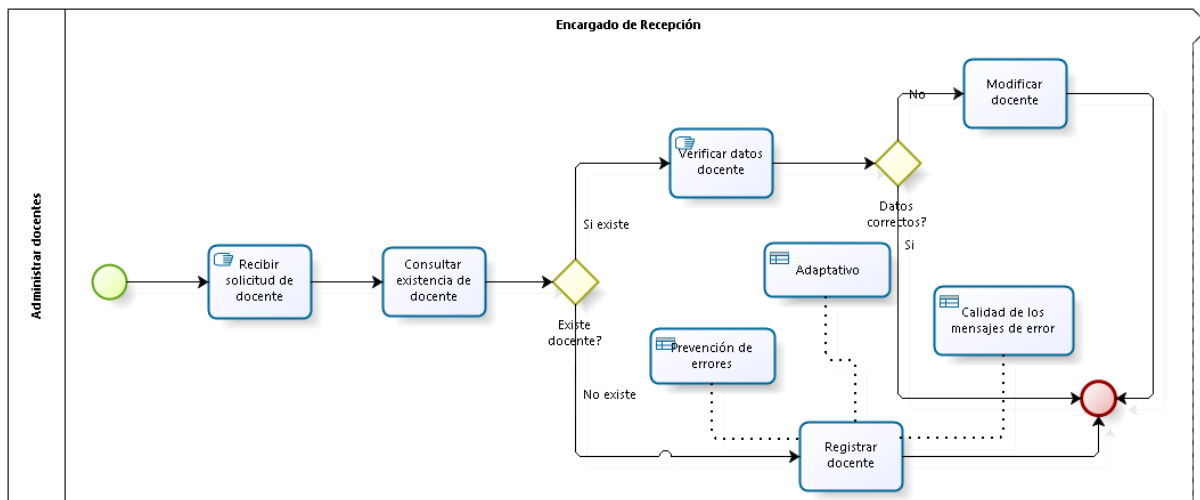 Encargado de Recepción
Administrar docentes
Recibir
solicitud de
docente
Consultar
existencia de
docente
Existe
docente?
Si existe
No existe
Verificar datos
docente
Datos
correctos?
No
Si
Modificar
docente
Adaptativo
Prevención de
errores
Calidad de los
mensajes de error
Registrar
docente